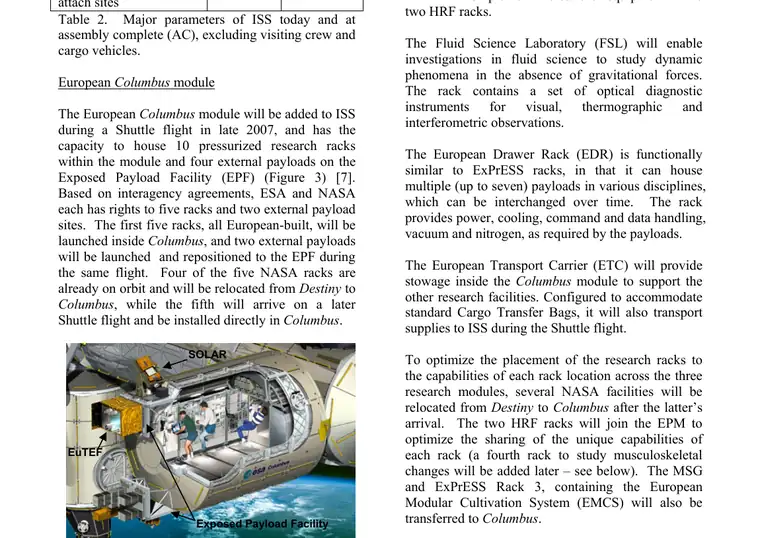 attach sites
Table 2. Major parameters of ISS today and at
assembly complete (AC), excluding visiting crew and
cargo vehicles.
European Columbus module
The European Columbus module will be added to ISS
during a Shuttle flight in late 2007, and has the
capacity to house 10 pressurized research racks
within the module and four external payloads on the
Exposed Payload Facility (EPF) (Figure 3) [7].
Based on interagency agreements, ESA and NASA
each has rights to five racks and two external payload
sites. The first five racks, all European-built, will be
launched inside Columbus, and two external payloads
will be launched and repositioned to the EPF during
the same flight. Four of the five NASA racks are
already on orbit and will be relocated from Destiny to
Columbus, while the fifth will arrive on a later
Shuttle flight and be installed directly in Columbus.
SOLAR
EuTEF
esa Columbus
Exposed Payload Facility
two HRF racks.
The Fluid Science Laboratory (FSL) will enable
investigations in fluid science to study dynamic
phenomena in the absence of gravitational forces.
The rack contains a set of optical diagnostic
instruments for visual, thermographic and
interferometric observations.
The European Drawer Rack (EDR) is functionally
similar to ExPrESS racks, in that it can house
multiple (up to seven) payloads in various disciplines,
which can be interchanged over time. The rack
provides power, cooling, command and data handling,
vacuum and nitrogen, as required by the payloads.
The European Transport Carrier (ETC) will provide
stowage inside the Columbus module to support the
other research facilities. Configured to accommodate
standard Cargo Transfer Bags, it will also transport
supplies to ISS during the Shuttle flight.
To optimize the placement of the research racks to
the capabilities of each rack location across the three
research modules, several NASA facilities will be
relocated from Destiny to Columbus after the latter's
arrival. The two HRF racks will join the EPM to
optimize the sharing of the unique capabilities of
each rack (a fourth rack to study musculoskeletal
changes will be added later – see below). The MSG
and ExPrESS Rack 3, containing the European
Modular Cultivation System (EMCS) will also be
transferred to Columbus.